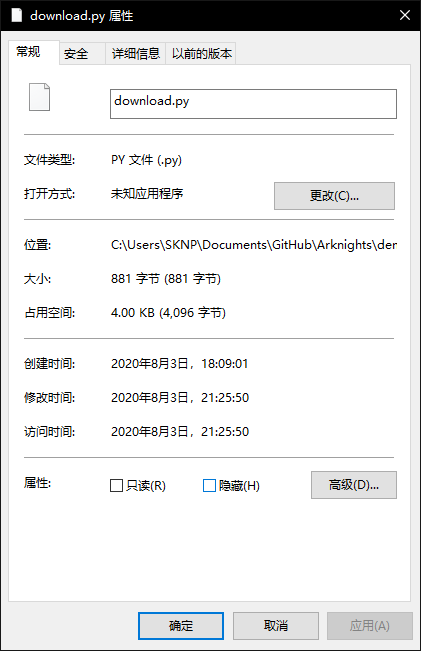 download.py 属性
常规 安全 详细信息 以前的版本
download.py
文件类型: PY 文件 (.py)
打开方式: 未知应用程序 更改(C)...
位置: C:\Users\SKNP\Documents\GitHub\Arknights\der
大小: 881 字节 (881 字节)
占用空间: 4.00 KB (4,096 字节)
创建时间: 2020年8月3日，18:09:01
修改时间: 2020年8月3日，21:25:50
访问时间: 2020年8月3日，21:25:50
属性: 只读(R) 隐藏(H) 高级(D)...
确定 取消 应用(A)